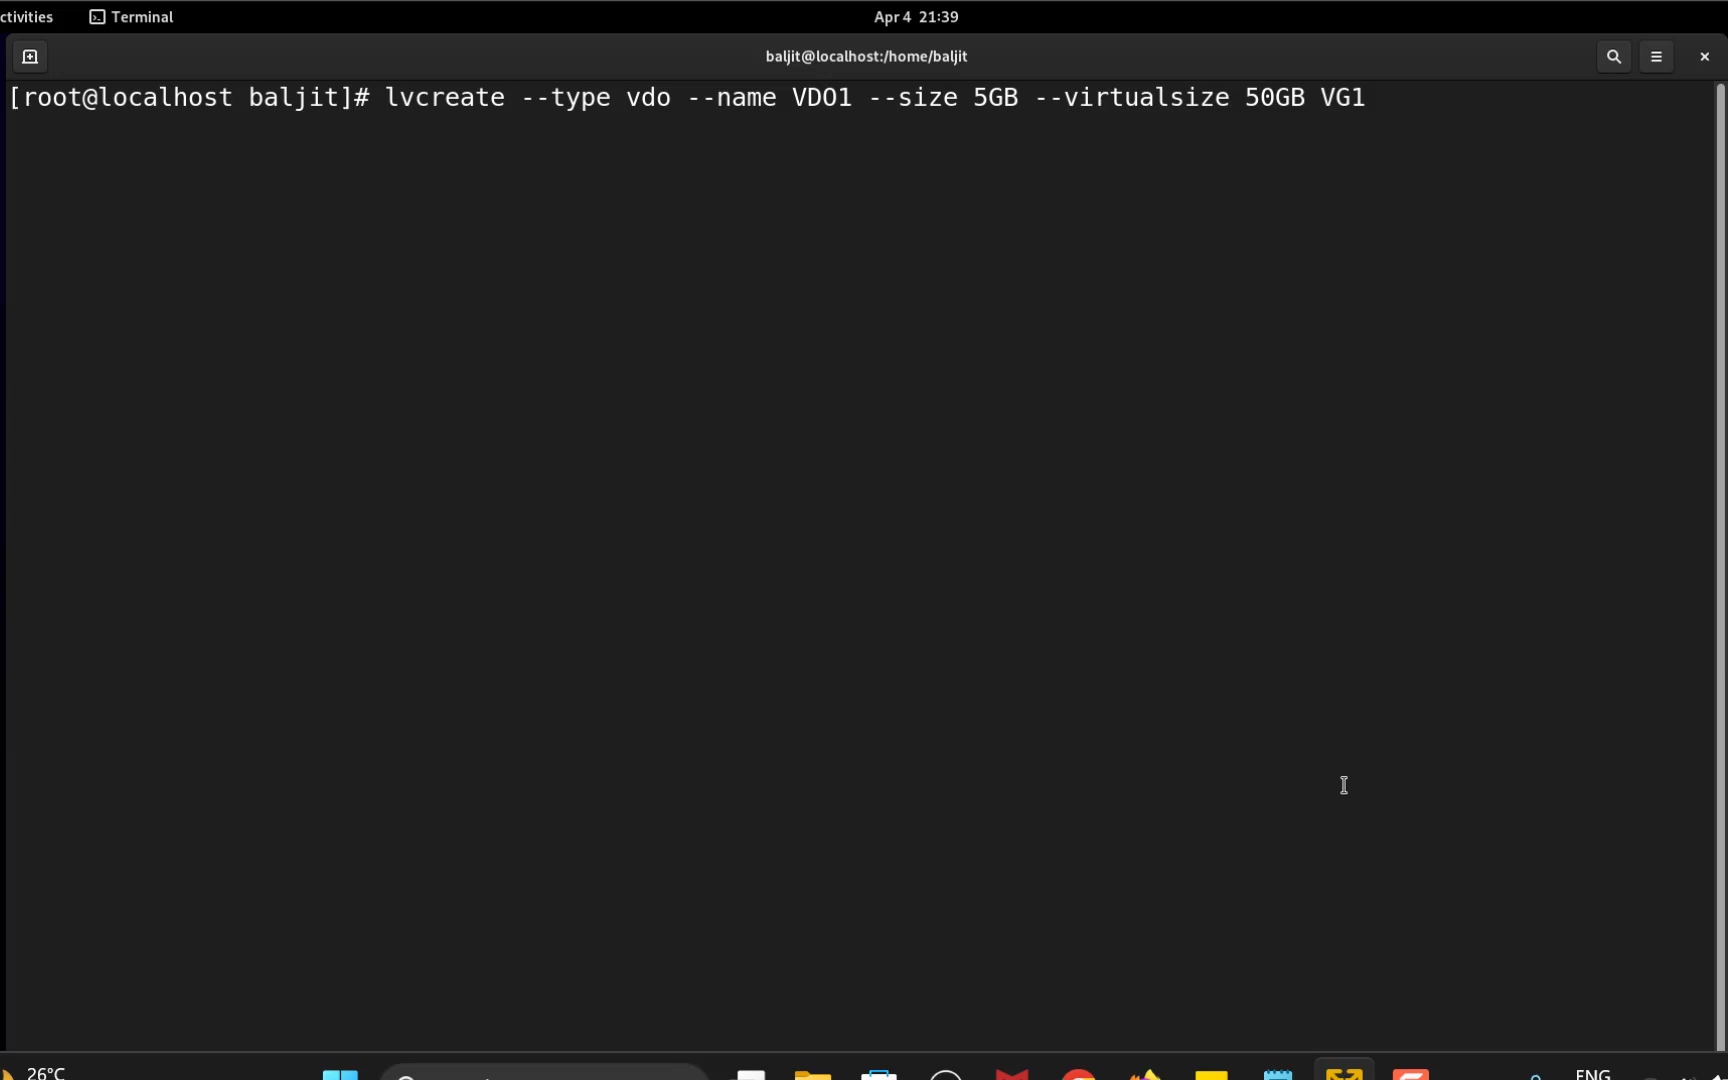 ctivities
Terminal
Apr 4 21:39
baljit@localhost:/home/baljit
[root@localhost baljit]# lvcreate --type vdo --name VDO1 --size 5GB --virtualsize 50GB VG1
26°C
ENG